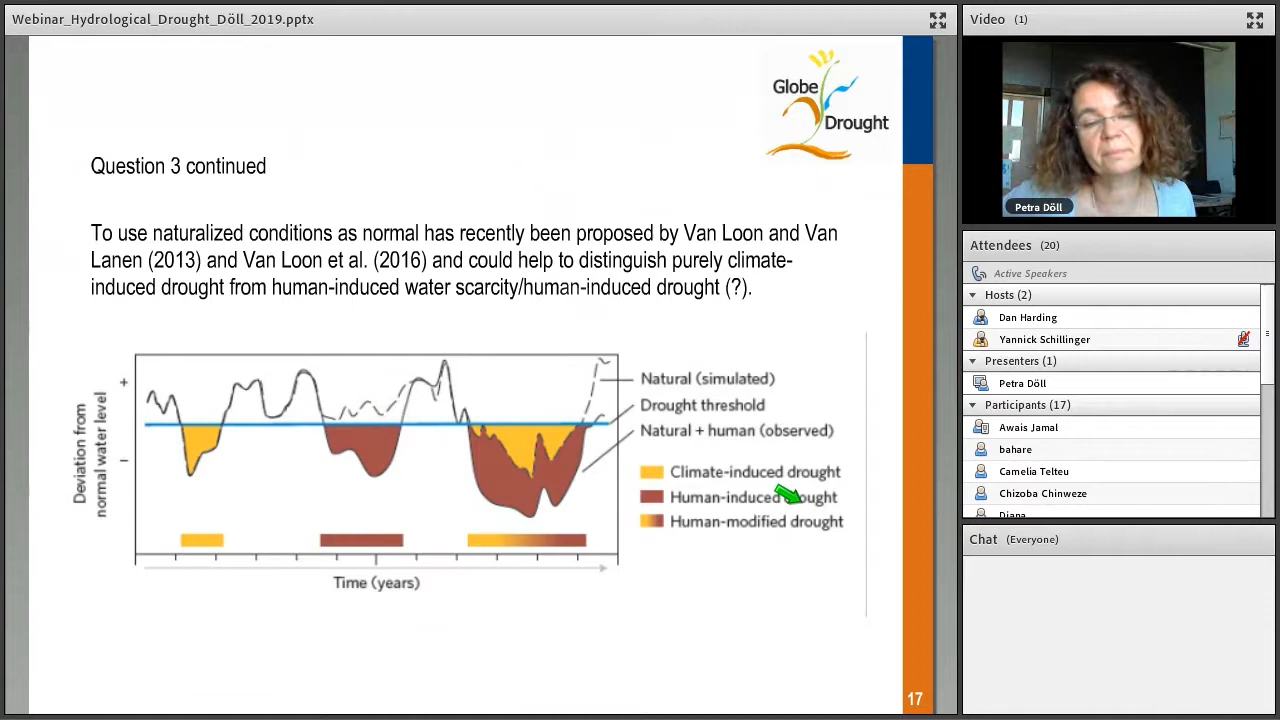 Webinar_Hydrological_Drought_Döll_2019.pptx
Globe
Drought
Question 3 continued
To use naturalized conditions as normal has recently been proposed by Van Loon and Van
Lanen (2013) and Van Loon et al. (2016) and could help to distinguish purely climate-
induced drought from human-induced water scarcity/human-induced drought (?).
Deviation from
normal water level
+
–
Natural (simulated)
Drought threshold
Natural + human (observed)
Climate-induced drought
Human-induced drought
Human-modified drought
Time (years)
17
Video (1)
Petra Döll
Attendees (20)
Active Speakers
Hosts (2)
Dan Harding
Yannick Schillinger
Presenters (1)
Petra Döll
Participants (17)
Awais Jamal
bahare
Camelia Telteu
Chizoba Chinweze
Diana
Chat (Everyone)